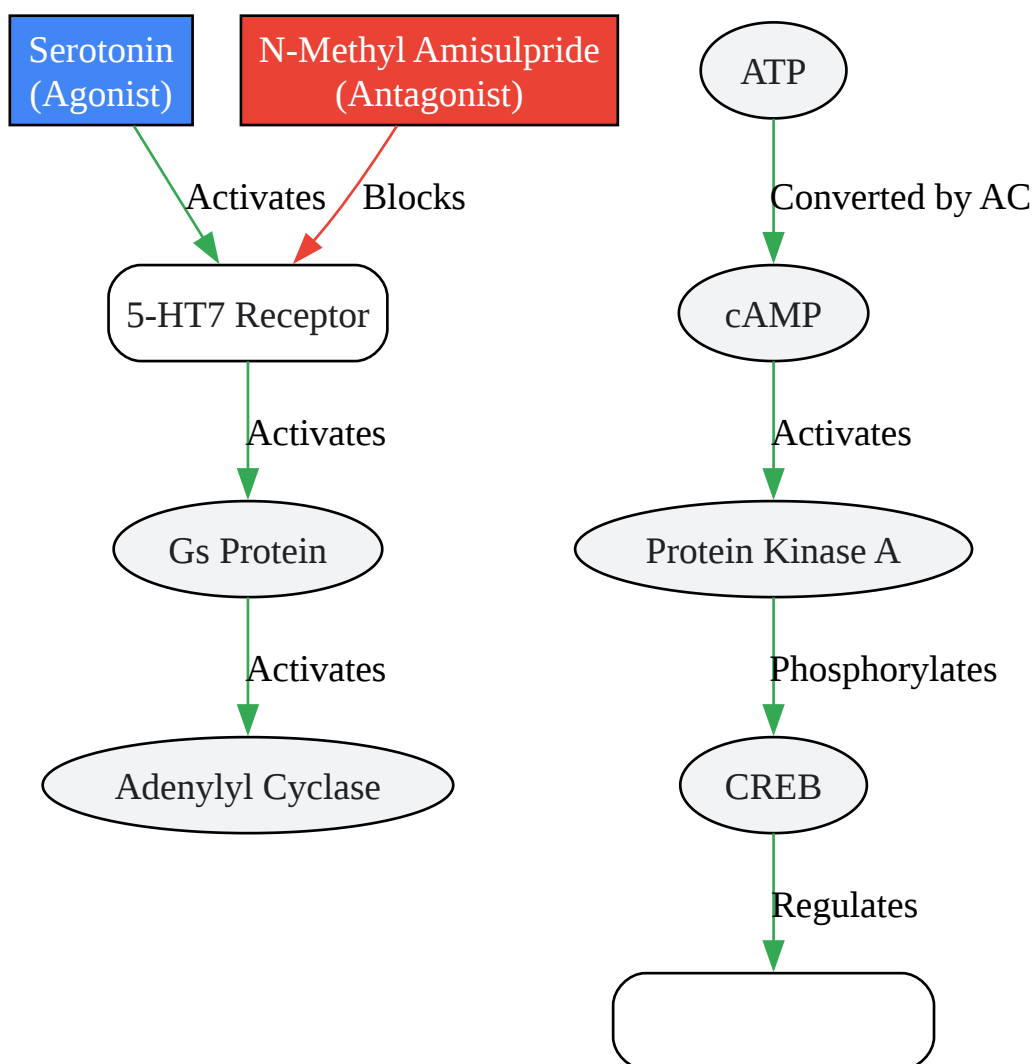 Serotonin
(Agonist)
N-Methyl Amisulpride
(Antagonist)
ATP
Activates
Blocks
Converted by AC
5-HT7 Receptor
cAMP
Activates
Activates
Gs Protein
Protein Kinase A
Activates
Phosphorylates
Adenylyl Cyclase
CREB
Regulates